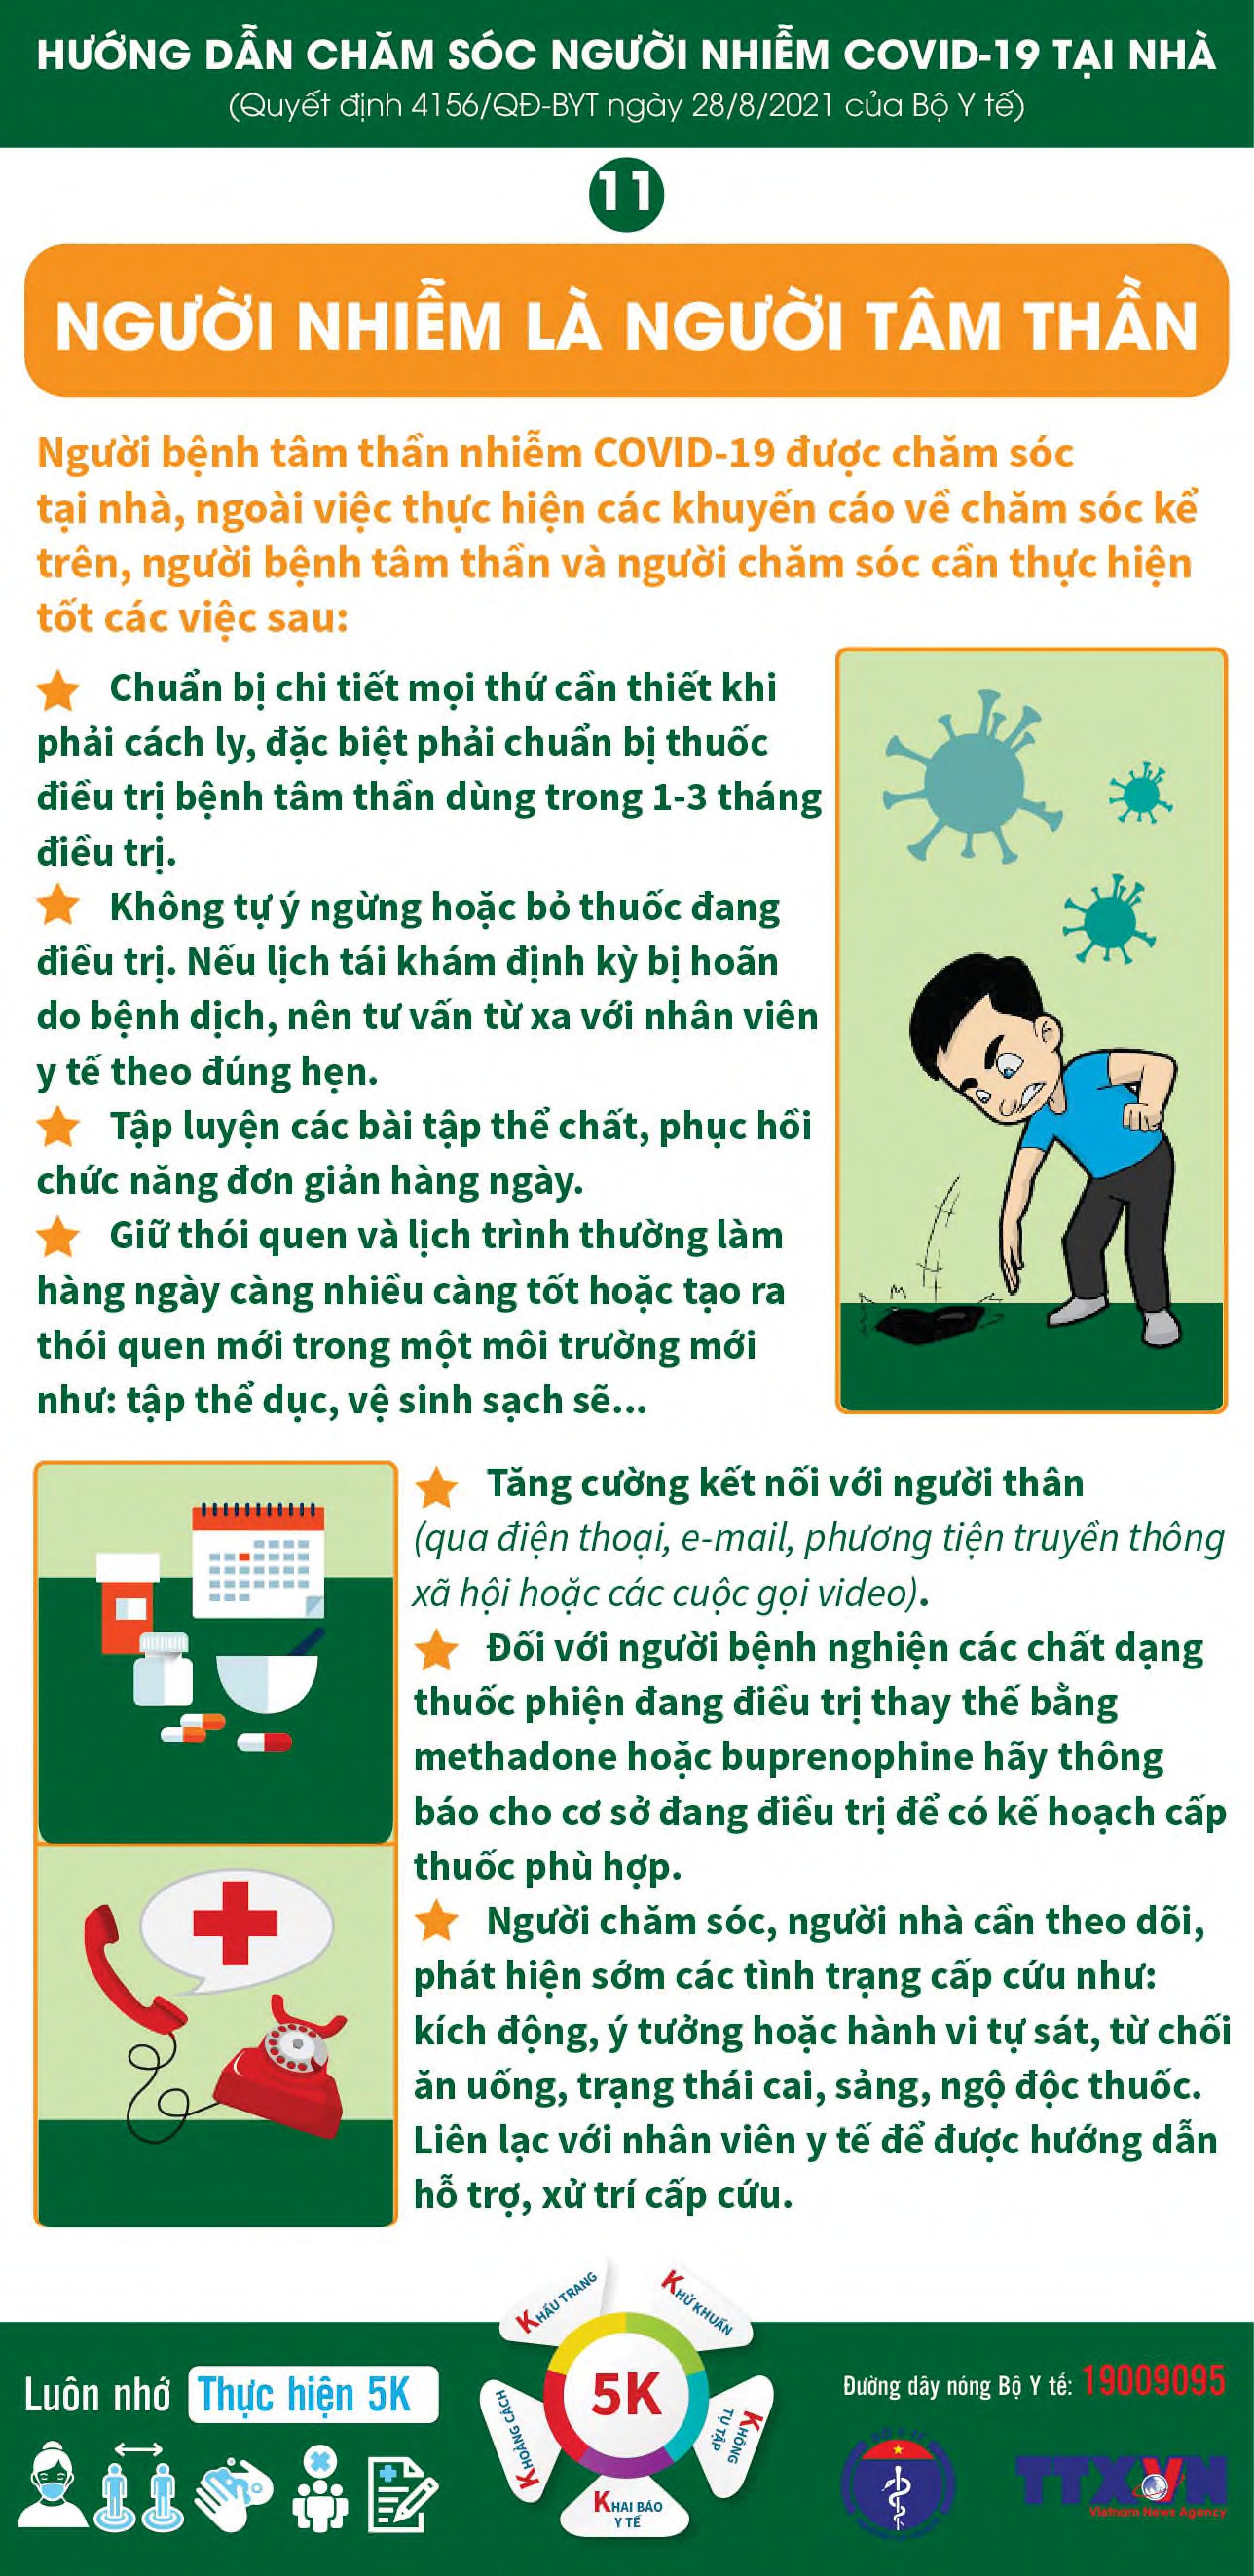 HƯỚNG DẪN CHĂM SÓC NGƯỜI NHIỄM COVID-19 TẠI NHÀ
(Quyết định 4156/QĐ-BYT ngày 28/8/2021 của Bộ Y tế)
11
NGƯỜI NHIỄM LÀ NGƯỜI TÂM THẦN
Người bệnh tâm thần nhiễm COVID-19 được chăm sóc
tại nhà, ngoài việc thực hiện các khuyến cáo về chăm sóc kể
trên, người bệnh tâm thần và người chăm sóc cần thực hiện
tốt các việc sau:
Chuẩn bị chi tiết mọi thứ cần thiết khi
phải cách ly, đặc biệt phải chuẩn bị thuốc
điều trị bệnh tâm thần dùng trong 1-3 tháng
điều trị.
Không tự ý ngừng hoặc bỏ thuốc đang
điều trị. Nếu lịch tái khám định kỳ bị hoãn
do bệnh dịch, nên tư vấn từ xa với nhân viên
y tế theo đúng hẹn.
Tập luyện các bài tập thể chất, phục hồi
chức năng đơn giản hàng ngày.
Giữ thói quen và lịch trình thường làm
hàng ngày càng nhiều càng tốt hoặc tạo ra
thói quen mới trong một môi trường mới
như: tập thể dục, vệ sinh sạch sẽ...
Tăng cường kết nối với người thân
(qua điện thoại, e-mail, phương tiện truyền thông
xã hội hoặc các cuộc gọi video).
Đối với người bệnh nghiện các chất dạng
thuốc phiện đang điều trị thay thế bằng
methadone hoặc buprenophine hãy thông
báo cho cơ sở đang điều trị để có kế hoạch cấp
thuốc phù hợp.
Người chăm sóc, người nhà cần theo dõi,
phát hiện sớm các tình trạng cấp cứu như:
kích động, ý tưởng hoặc hành vi tự sát, từ chối
ăn uống, trạng thái cai, sảng, ngộ độc thuốc.
Liên lạc với nhân viên y tế để được hướng dẫn
hỗ trợ, xử trí cấp cứu.
Luôn nhớ Thực hiện 5K
KHẨU TRANG
KHỬ KHUẨN
KHOẢNG CÁCH
5K
KHÔNG
TỤ TẬP
KHAI BÁO
Y TẾ
Đường dây nóng Bộ Y tế: 19009095
TTXVN
Vietnam News Agency